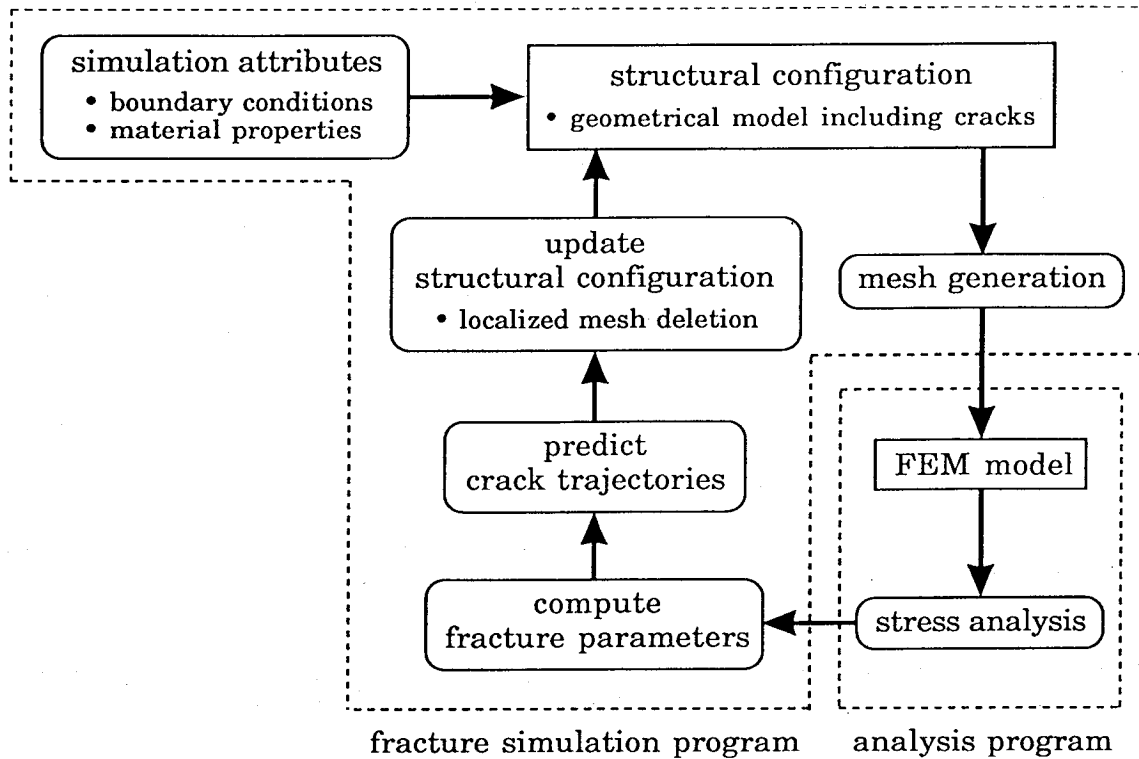 simulation attributes
• boundary conditions
• material properties
structural configuration
• geometrical model including cracks
update
structural configuration
• localized mesh deletion
mesh generation
predict
crack trajectories
FEM model
compute
fracture parameters
stress analysis
fracture simulation program
analysis program